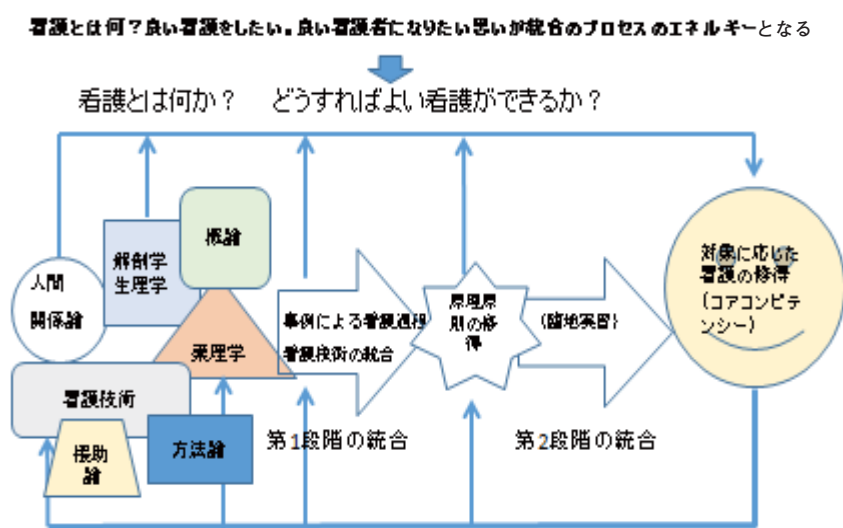 看護とは何?良い看護をしたい。良い看護者になりたい思いが統合のプロセスのエネルギーとなる
看護とは何か?
どうすればよい看護ができるか?
概論
解剖学
生理学
人間
関係論
薬理学
看護技術
援助
論
方法論
事例による看護過程
看護技術の統合
第1段階の統合
原理原
則の修
得
(臨地実習)
第2段階の統合
対象に応じた
看護の修得
(コアコンピテ
ンシー)